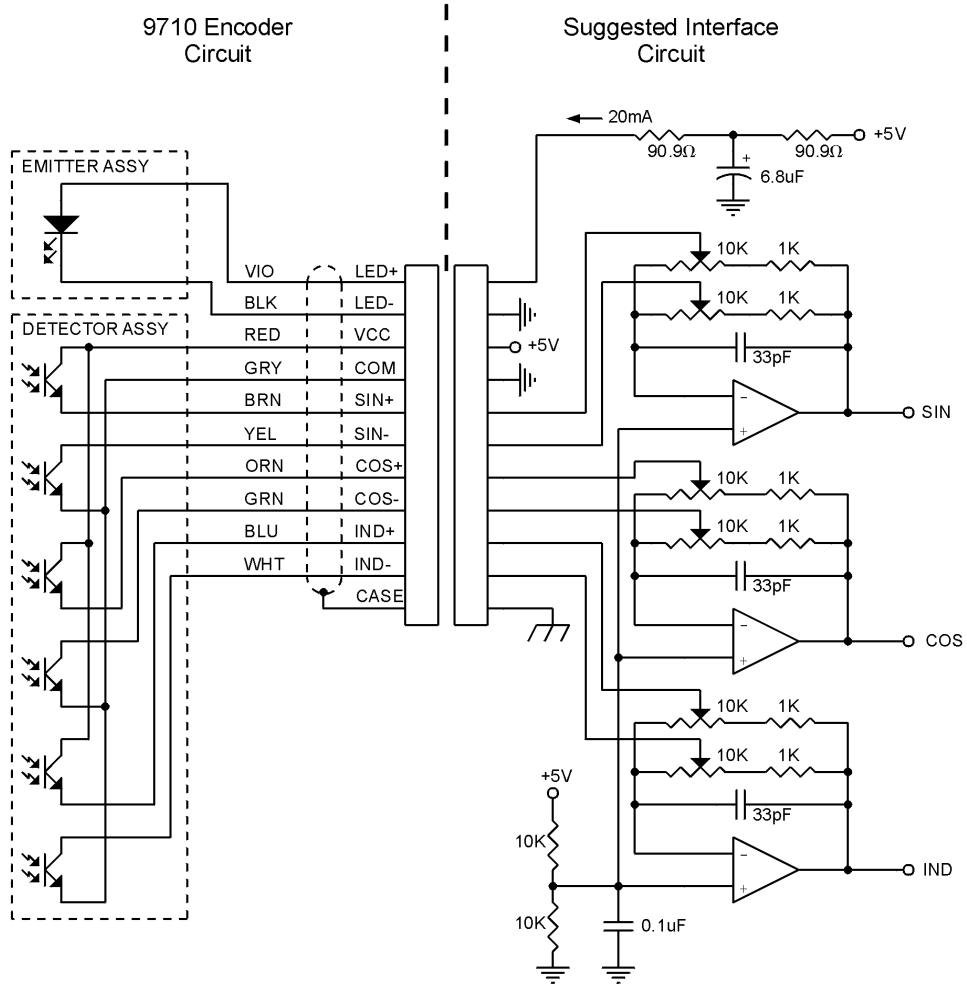 9710 Encoder
Circuit
Suggested Interface
Circuit
20mA
90.9Ω
90.9Ω
+5V
+
6.8uF
EMITTER ASSY
VIO
LED+
BLK
LED-
DETECTOR ASSY
RED
VCC
+5V
GRY
COM
BRN
SIN+
YEL
SIN-
ORN
COS+
GRN
COS-
BLU
IND+
WHT
IND-
CASE
10K
1K
10K
1K
33pF
−
+
SIN
10K
1K
10K
1K
33pF
−
+
COS
10K
1K
10K
1K
33pF
−
+
IND
+5V
10K
10K
0.1uF